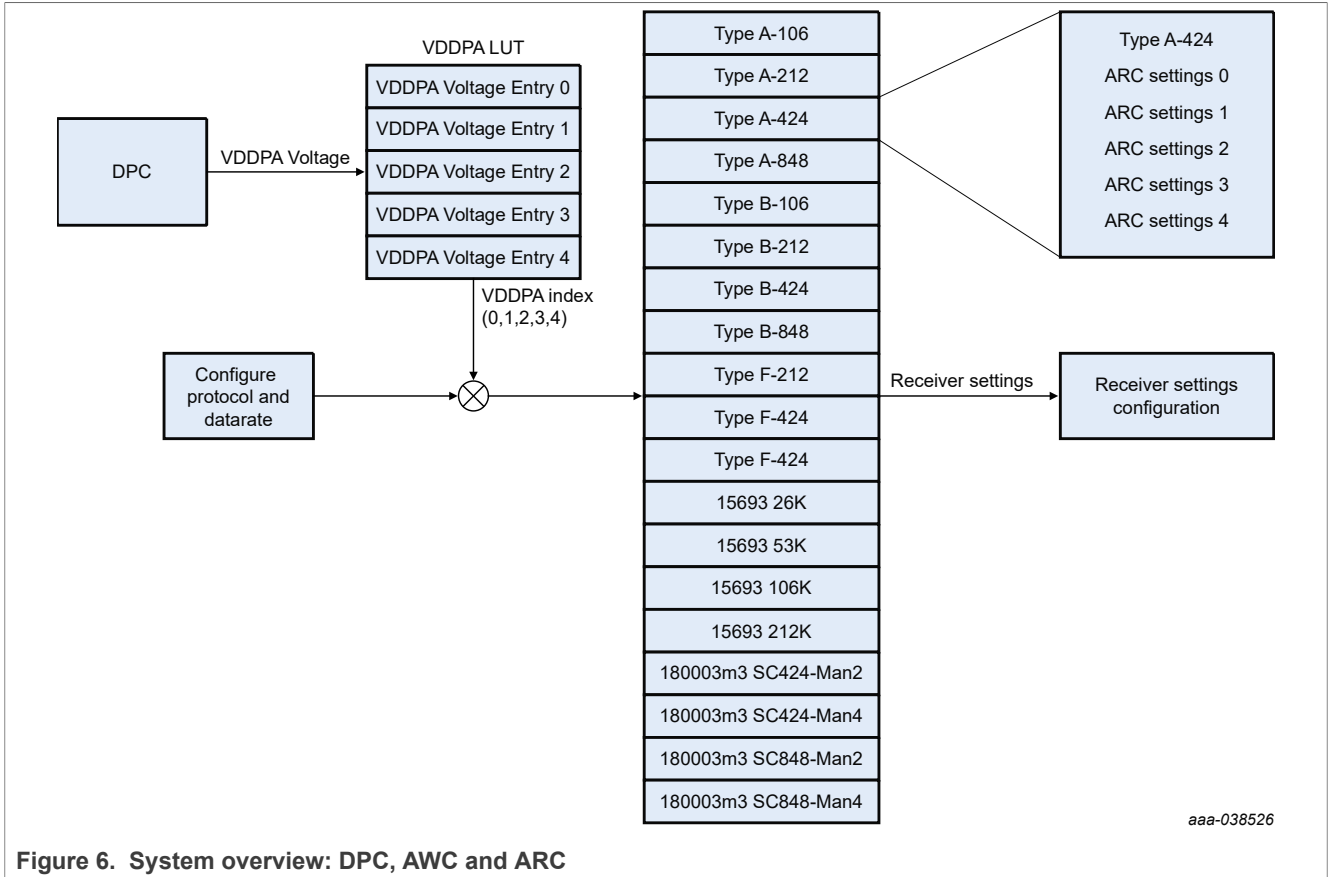 DPC
VDDPA Voltage
VDDPA LUT
VDDPA Voltage Entry 0
VDDPA Voltage Entry 1
VDDPA Voltage Entry 2
VDDPA Voltage Entry 3
VDDPA Voltage Entry 4
VDDPA index
(0,1,2,3,4)
Configure
protocol and
datarate
Type A-106
Type A-212
Type A-424
Type A-848
Type B-106
Type B-212
Type B-424
Type B-848
Type F-212
Type F-424
Type F-424
15693 26K
15693 53K
15693 106K
15693 212K
180003m3 SC424-Man2
180003m3 SC424-Man4
180003m3 SC848-Man2
180003m3 SC848-Man4
Type A-424
ARC settings 0
ARC settings 1
ARC settings 2
ARC settings 3
ARC settings 4
Receiver settings
Receiver settings
configuration
aaa-038526
Figure 6. System overview: DPC, AWC and ARC